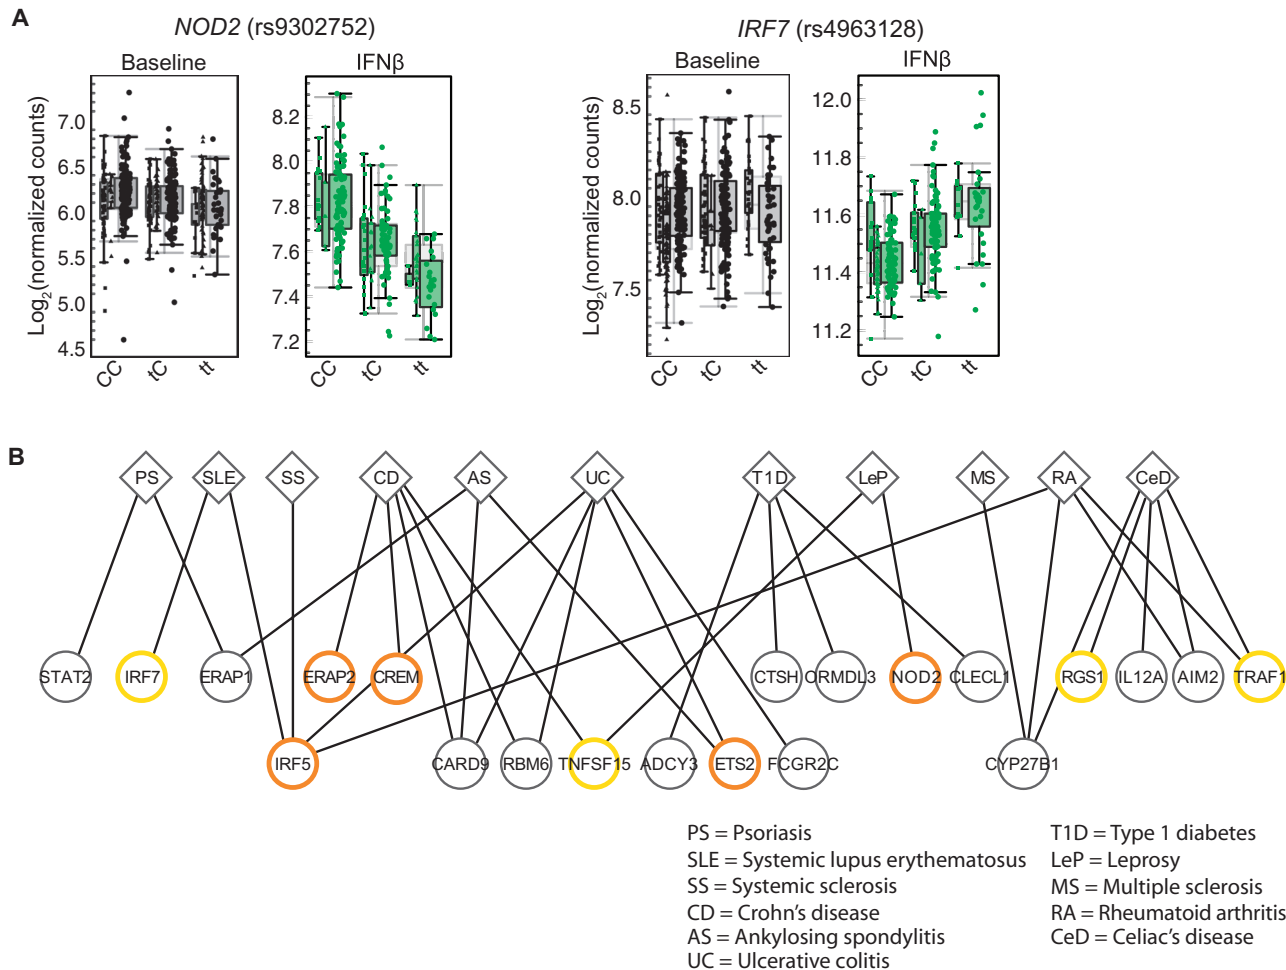 A
NOD2 (rs9302752)
IRF7 (rs4963128)
Baseline
IFNβ
Baseline
IFNβ
Log2(normalized counts)
7.0
6.5
6.0
5.5
5.0
4.5
CC
tC
tt
8.2
8.0
7.8
7.6
7.4
7.2
CC
tC
tt
Log2(normalized counts)
8.5
8.0
7.5
CC
tC
tt
12.0
11.8
11.6
11.4
11.2
CC
tC
tt
B
PS SLE SS CD AS UC T1D LeP MS RA CeD
STAT2 IRF7 ERAP1 ERAP2 CREM CTSH ORMDL3 NOD2 CLECL1 RGS1 IL12A AIM2 TRAF1
IRF5 CARD9 RBM6 TNFSF15 ADCY3 ETS2 FCGR2C CYP27B1
PS = Psoriasis
SLE = Systemic lupus erythematosus
SS = Systemic sclerosis
CD = Crohn's disease
AS = Ankylosing spondylitis
UC = Ulcerative colitis
T1D = Type 1 diabetes
LeP = Leprosy
MS = Multiple sclerosis
RA = Rheumatoid arthritis
CeD = Celiac's disease